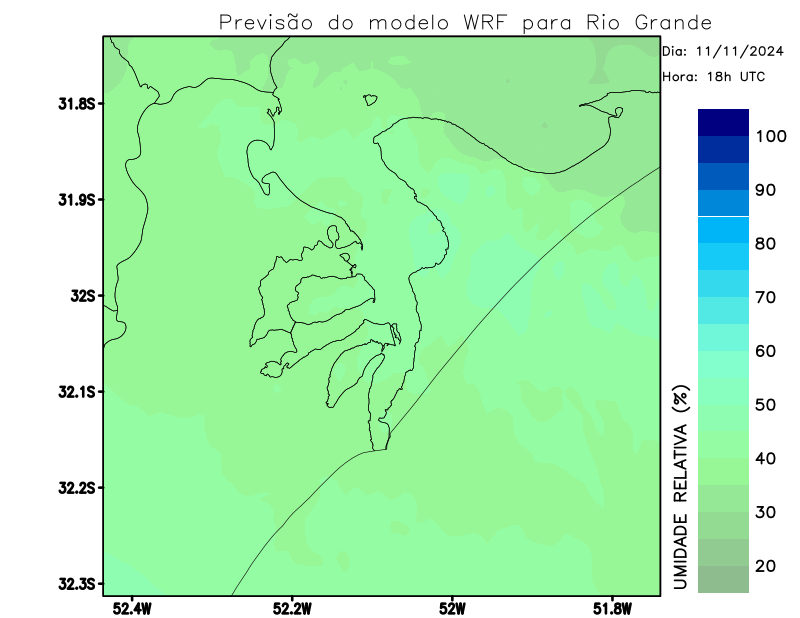 Previsão do modelo WRF para Rio Grande
Dia: 11/11/2024
Hora: 18h UTC
31.8S
31.9S
32S
32.1S
32.2S
32.3S
52.4W
52.2W
52W
51.8W
UMIDADE RELATIVA (%)
100
90
80
70
60
50
40
30
20